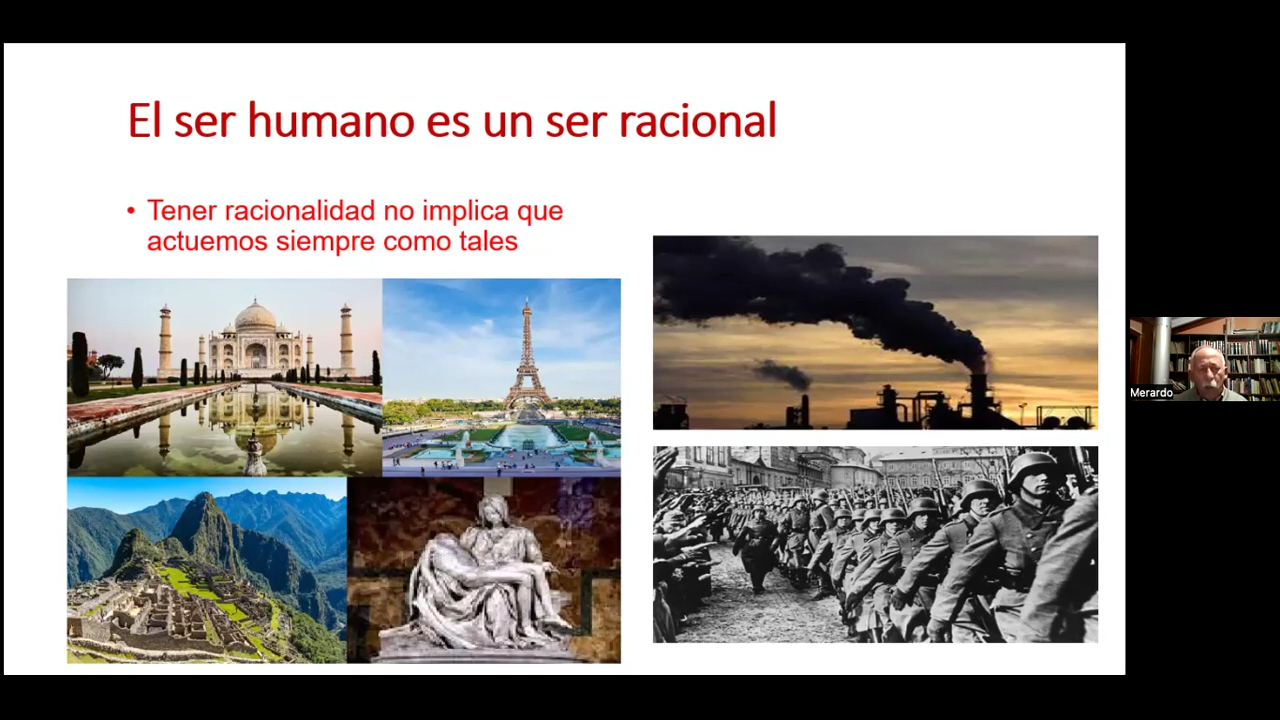 El ser humano es un ser racional
• Tener racionalidad no implica que
actuemos siempre como tales
Merardo